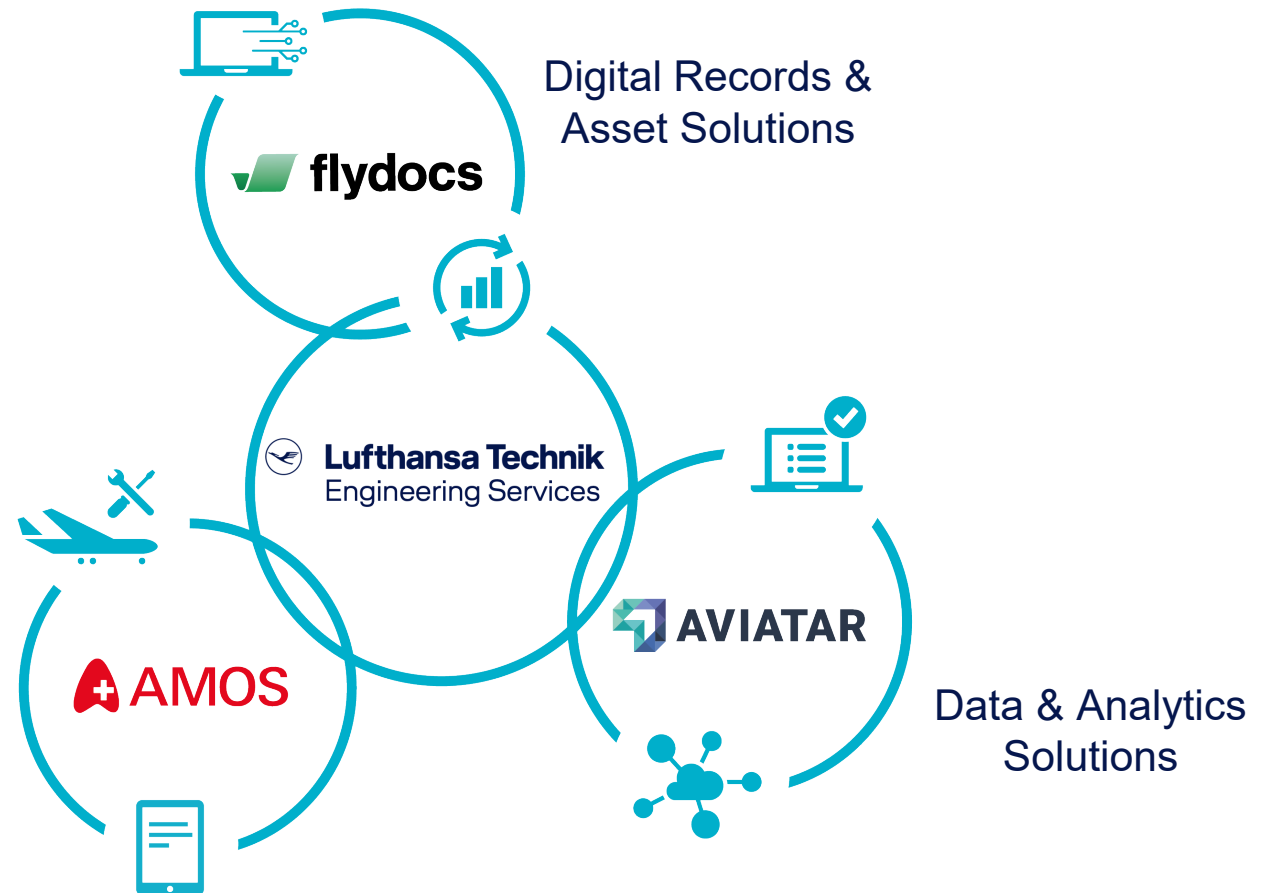 Digital Records &
Asset Solutions
flydocs
Lufthansa Technik
Engineering Services
AVIATAR
AMOS
Data & Analytics
Solutions